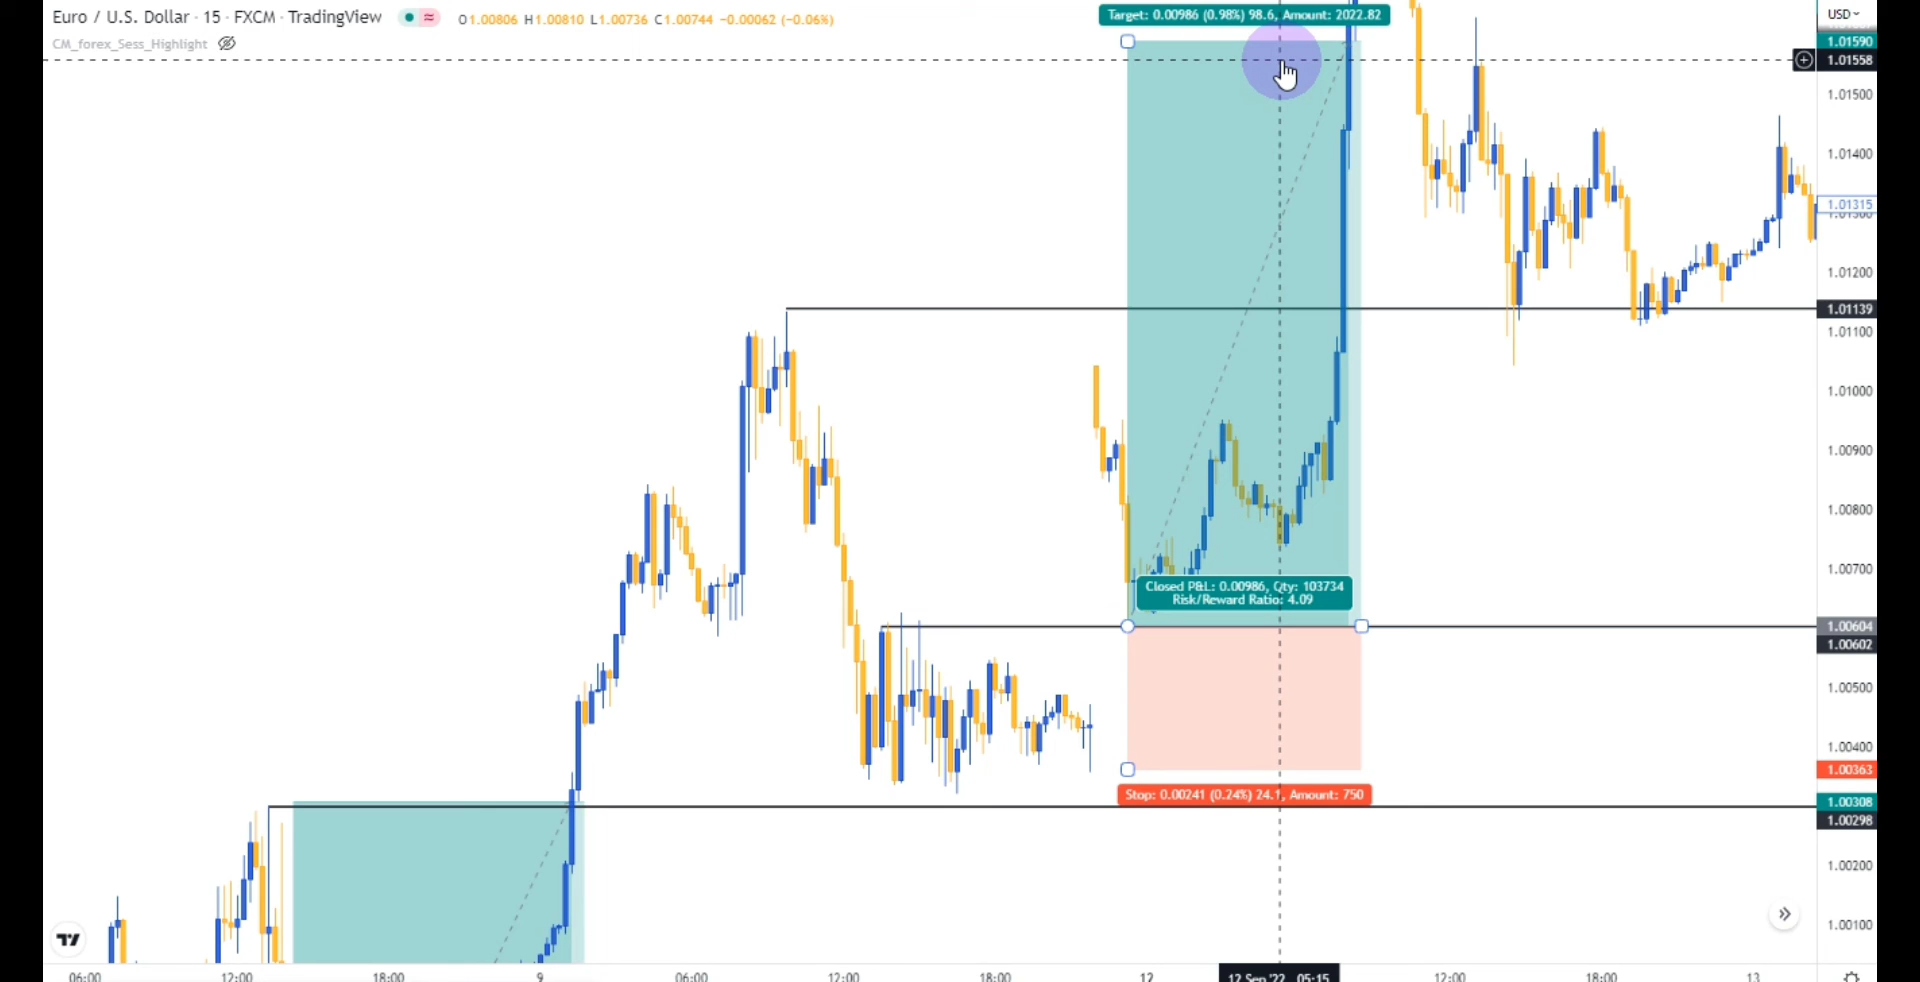 Euro / U.S. Dollar · 15 · FXCM · TradingView
O1.00806 H1.00810 L1.00736 C1.00744 −0.00062 (−0.06%)
CM_forex_Sess_Highlight
Target: 0.00986 (0.98%) 98.6, Amount: 2022.82
USD
1.01590
1.01558
1.01500
1.01400
1.01315
1.01300
1.01200
1.01139
1.01100
1.01000
1.00900
1.00800
1.00700
Closed P&L: 0.00986, Qty: 103734
Risk/Reward Ratio: 4.09
1.00604
1.00602
1.00500
1.00400
1.00363
Stop: 0.00241 (0.24%) 24.1, Amount: 750
1.00308
1.00298
1.00200
1.00100
06:00 12:00 18:00 9 06:00 12:00 18:00 12 12 Sep '22 05:15 12:00 18:00 13